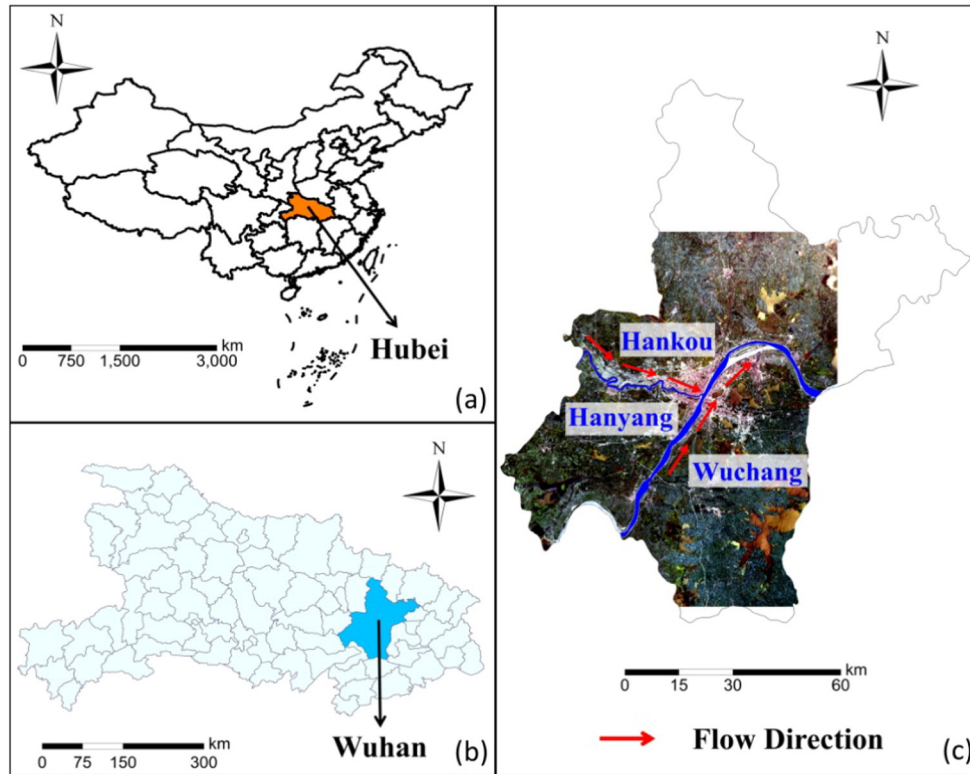 N
Hubei
km
0 750 1,500 3,000
(a)
N
Wuhan
km
0 75 150 300
(b)
N
Hankou
Hanyang
Wuchang
km
0 15 30 60
Flow Direction
(c)